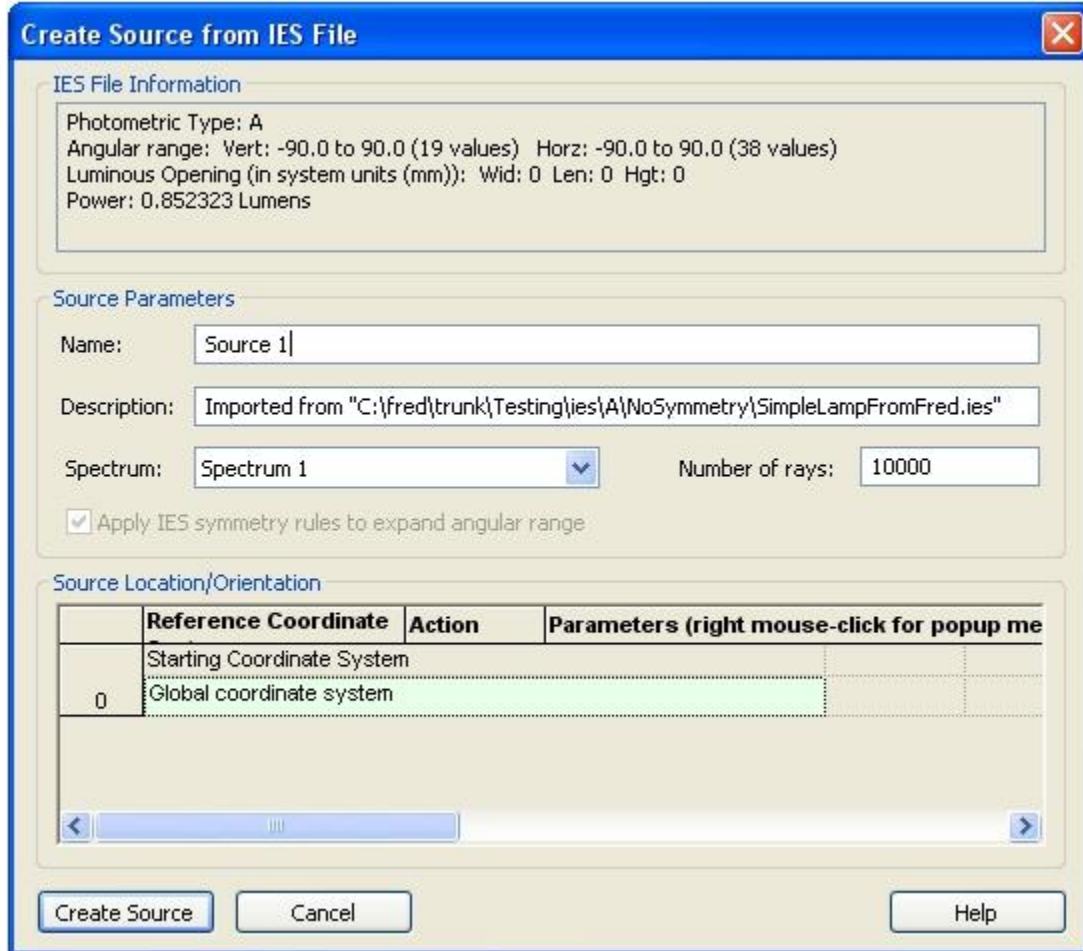 Create Source from IES File
IES File Information
Photometric Type: A
Angular range:  Vert: -90.0 to 90.0 (19 values)   Horz: -90.0 to 90.0 (38 values)
Luminous Opening (in system units (mm)):  Wid: 0  Len: 0  Hgt: 0
Power: 0.852323 Lumens
Source Parameters
Name: Source 1
Description: Imported from "C:\fred\trunk\Testing\ies\A\NoSymmetry\SimpleLampFromFred.ies"
Spectrum: Spectrum 1 Number of rays: 10000
Apply IES symmetry rules to expand angular range
Source Location/Orientation
Reference Coordinate Action Parameters (right mouse-click for popup me
Starting Coordinate System
0 Global coordinate system
Create Source Cancel Help